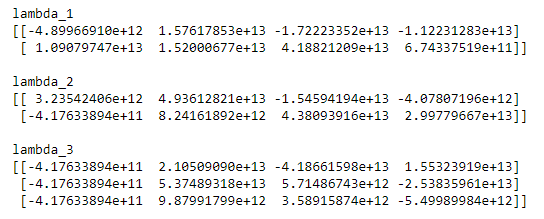 lambda_1
[[-4.89966910e+12 1.57617853e+13 -1.72223352e+13 -1.12231283e+13]
[ 1.09079747e+13 1.52000677e+13 4.18821209e+13 6.74337519e+11]]
lambda_2
[[ 3.23542406e+12 4.93612821e+13 -1.54594194e+13 -4.07807196e+12]
[-4.17633894e+11 8.24161892e+12 4.38093916e+13 2.99779667e+13]]
lambda_3
[[-4.17633894e+11 2.10509090e+13 -4.18661598e+13 1.55323919e+13]
[-4.17633894e+11 5.37489318e+13 5.71486743e+12 -2.53835961e+13]
[-4.17633894e+11 9.87991799e+12 3.58915874e+12 -5.49989984e+12]]